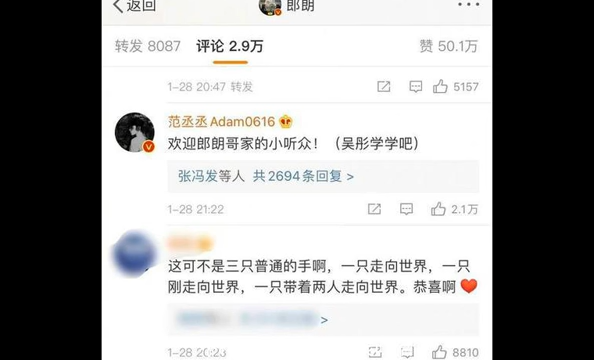 返回
郎朗
转发 8087 评论 2.9万 赞 50.1万
1-28 20:47 转发 5157
范丞丞Adam0616
欢迎郎朗哥家的小听众！（吴彤学学吧）
张冯发等人 共2694条回复 >
1-28 21:22 2.1万
这可不是三只普通的手啊，一只走向世界，一只
刚走向世界，一只带着两人走向世界。恭喜啊
>
1-28 20: 8810